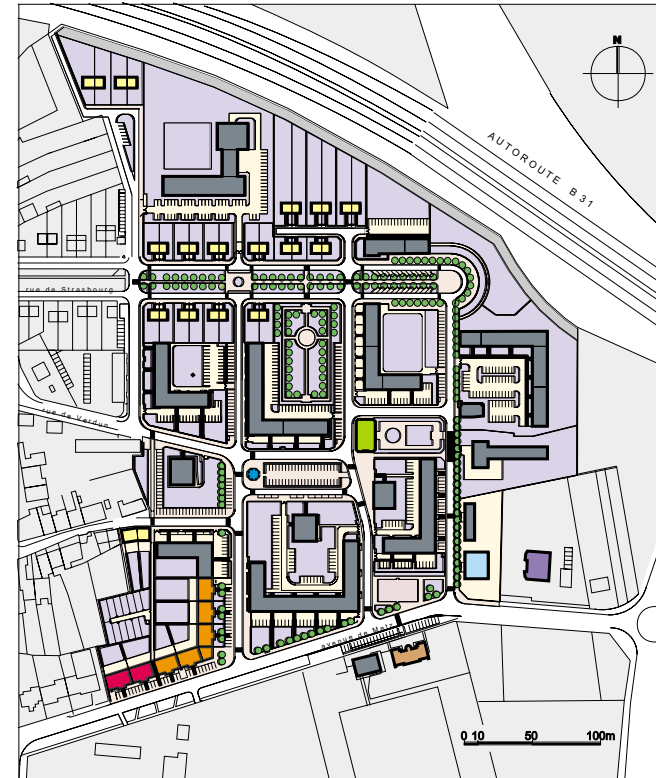 N
AUTOROUTE B 31
rue de Strasbourg
rue de Verdun
avenue de Metz
0 10 50 100m